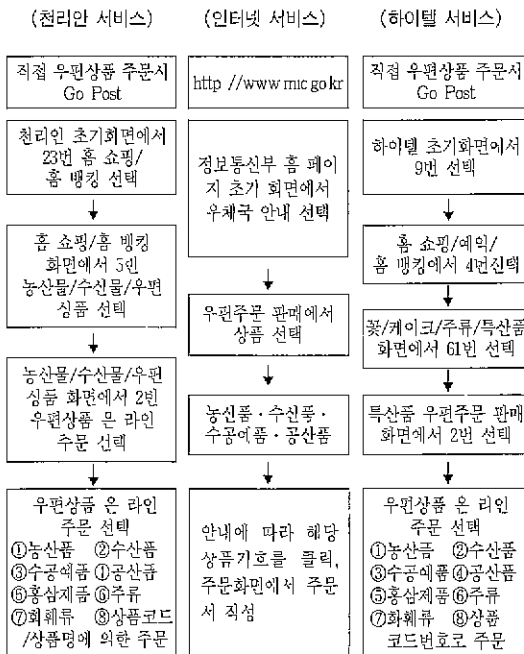 (천리안 서비스)
직접 우편상품 주문시
Go Post
천리인 초기회면에서
23번 홈 쇼핑/
홈 뱅킹 선택
홈 쇼핑/홈 뱅킹
화면에서 5번
농산물/수산물/우편
상품 선택
농산물/수산물/우편
상품 화면에서 2번
우편상품 온 라인
주문 선택
우편상품 온 라인
주문 선택
①농산품 ②수산품
③수공예품 ④공산품
⑤홍삼제품 ⑥주류
⑦화훼류 ⑧상품코드
/상품명에 의한 주문
(인터넷 서비스)
http //www mic go kr
정보통신부 홈 페이
지 초기 화면에서
우체국 안내 선택
우편주문 판매에서
상품 선택
농산품·수산품·
수공예품·공산품
안내에 따라 해당
상품기호를 클릭,
주문화면에서 주문
서 작성
(하이텔 서비스)
직접 우편상품 주문시
Go Post
하이텔 초기화면에서
9번 선택
홈 쇼핑/예약/
홈 뱅킹에서 4번선택
꽃/케이크/주류/특산품
화면에서 61번 선택
특산품 우편주문 판매
화면에서 2번 선택
우편상품 온 라인
주문 선택
①농산품 ②수산품
③수공예품 ④공산품
⑤홍삼제품 ⑥주류
⑦화훼류 ⑧상품
코드번호로 주문